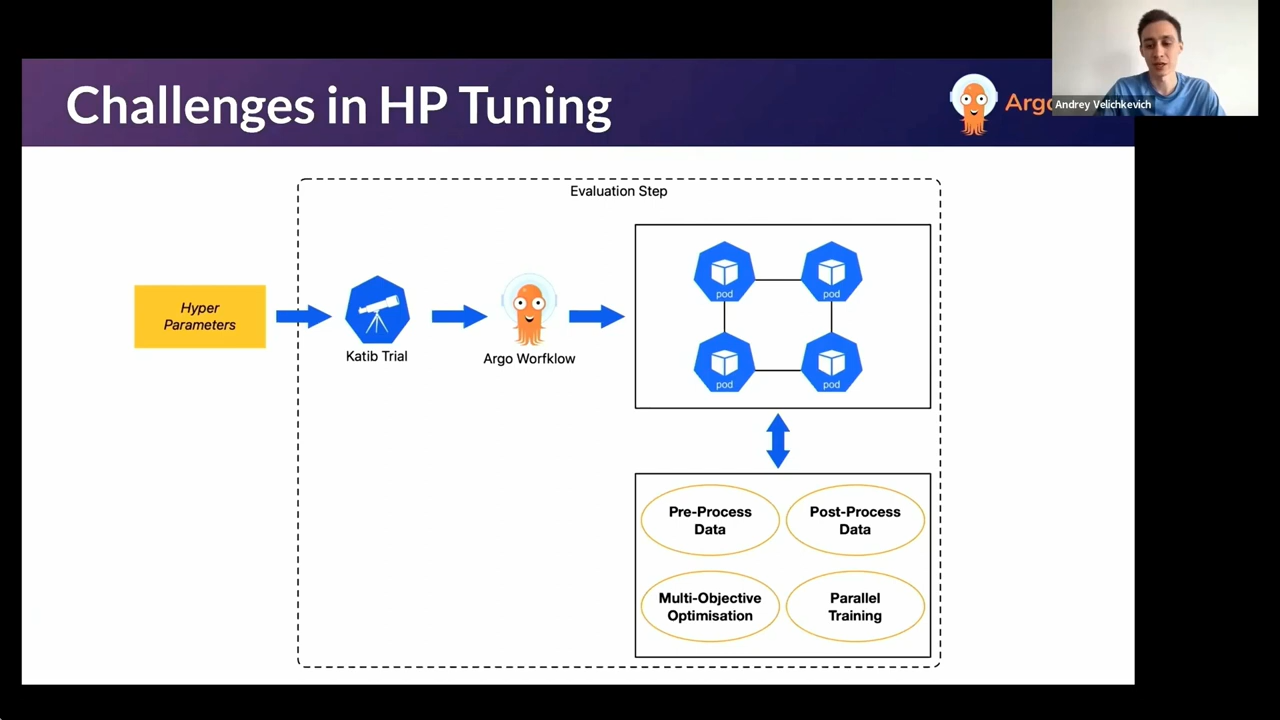 Challenges in HP Tuning
Argo
Andrey Velichkevich
Evaluation Step
Hyper
Parameters
Katib Trial
Argo Worfklow
pod
pod
pod
pod
Pre-Process
Data
Post-Process
Data
Multi-Objective
Optimisation
Parallel
Training